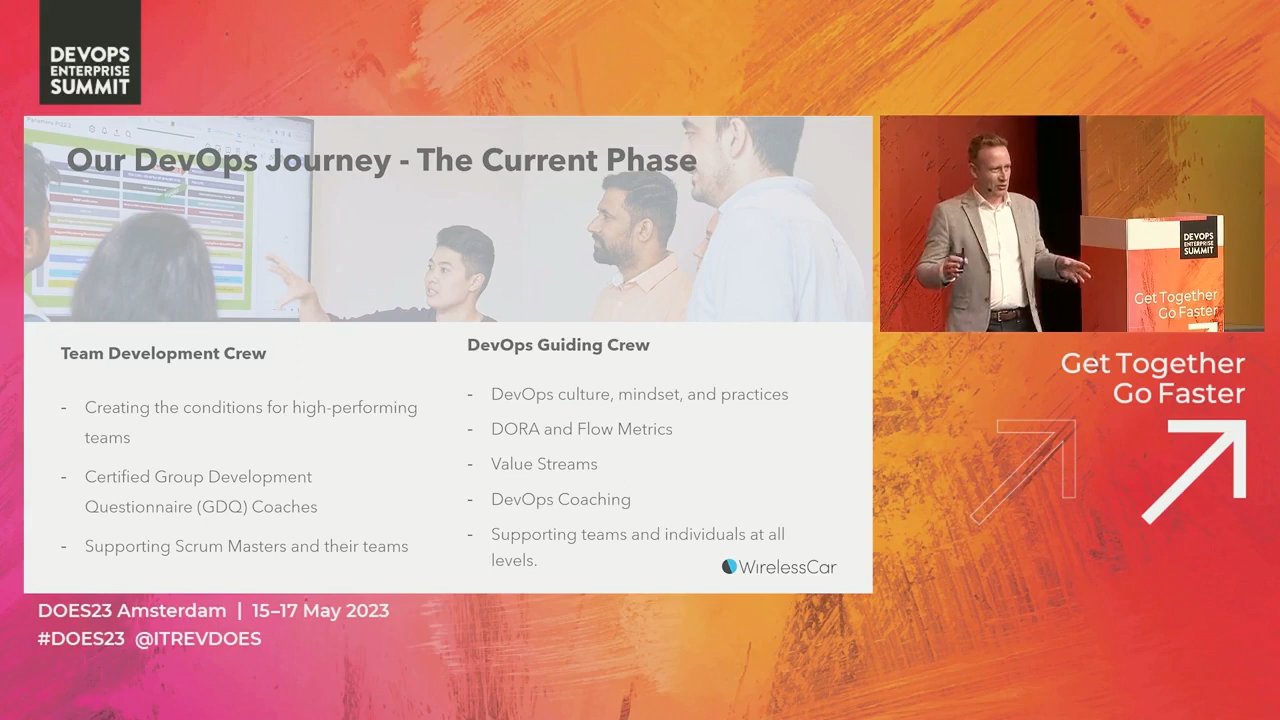 DEVOPS
ENTERPRISE
SUMMIT
Our DevOps Journey - The Current Phase
Team Development Crew
- Creating the conditions for high-performing
teams
- Certified Group Development
Questionnaire (GDQ) Coaches
- Supporting Scrum Masters and their teams
DevOps Guiding Crew
- DevOps culture, mindset, and practices
- DORA and Flow Metrics
- Value Streams
- DevOps Coaching
- Supporting teams and individuals at all
levels.
WirelessCar
DEVOPS
ENTERPRISE
SUMMIT
Get Together
Go Faster
Get Together
Go Faster
DOES23 Amsterdam | 15–17 May 2023
#DOES23 @ITREVDOES